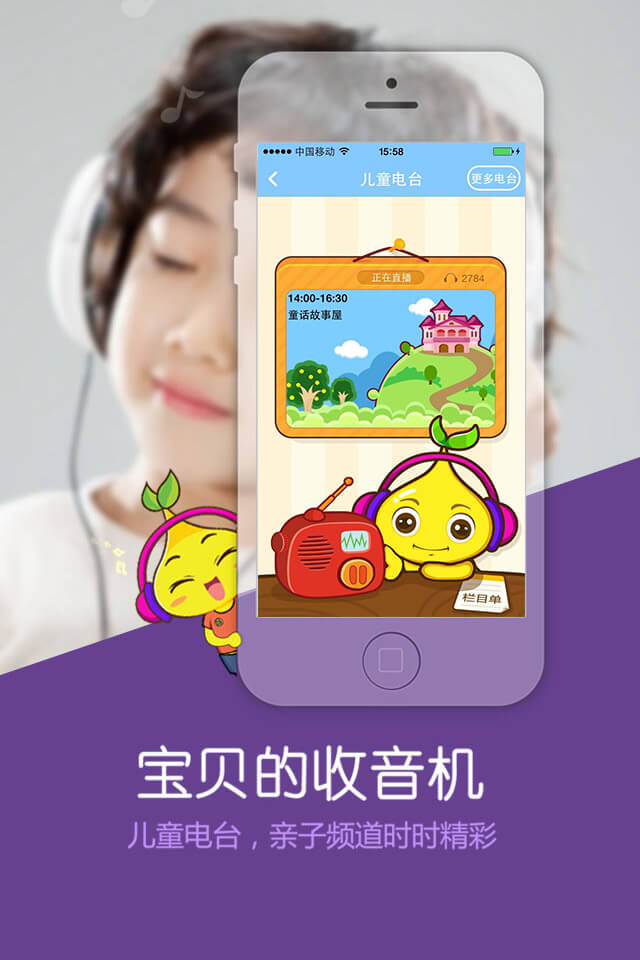 中国移动
15:58
儿童电台
更多电台
正在直播
2784
14:00-16:30
童话故事屋
栏目单
宝贝的收音机
儿童电台，亲子频道时时精彩